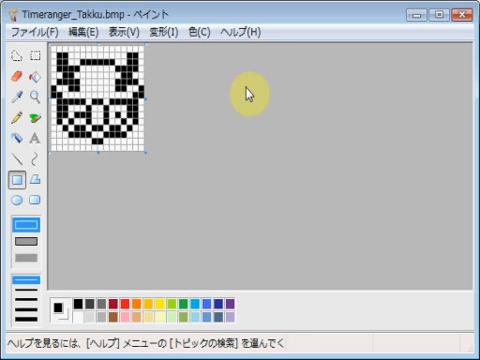 Timeranger_Takku.bmp - ペイント
ファイル(F) 編集(E) 表示(V) 変形(I) 色(C) ヘルプ(H)
A
ヘルプを見るには、[ヘルプ] メニューの [トピックの検索] を選んでく